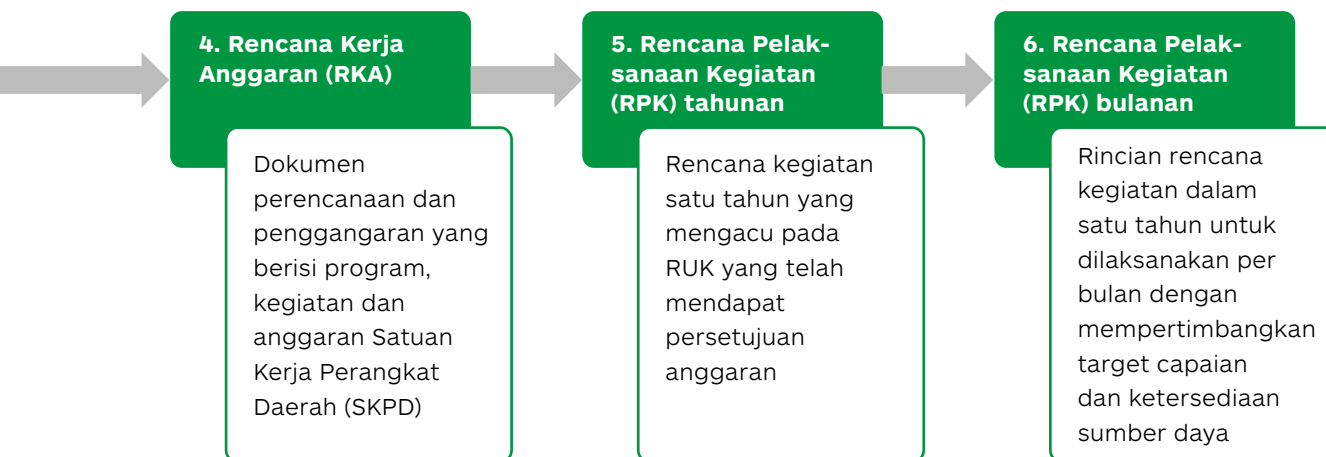 4. Rencana Kerja
Anggaran (RKA)
Dokumen
perencanaan dan
penggangaran yang
berisi program,
kegiatan dan
anggaran Satuan
Kerja Perangkat
Daerah (SKPD)
5. Rencana Pelak-
sanaan Kegiatan
(RPK) tahunan
Rencana kegiatan
satu tahun yang
mengacu pada
RUK yang telah
mendapat
persetujuan
anggaran
6. Rencana Pelak-
sanaan Kegiatan
(RPK) bulanan
Rincian rencana
kegiatan dalam
satu tahun untuk
dilaksanakan per
bulan dengan
mempertimbangkan
target capaian
dan ketersediaan
sumber daya